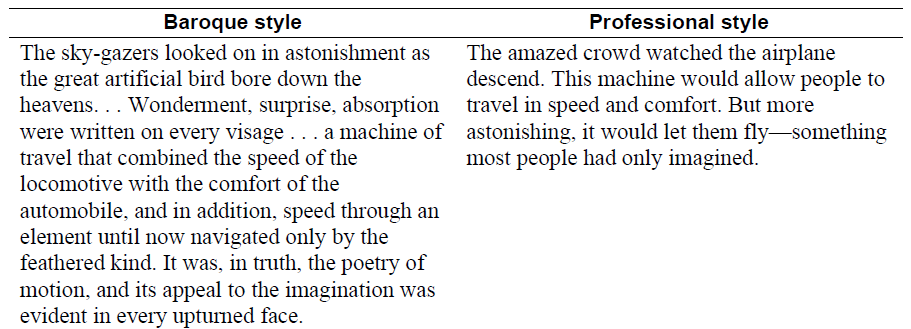 Baroque style
Professional style
The sky-gazers looked on in astonishment as
the great artificial bird bore down the
heavens. . . Wonderment, surprise, absorption
were written on every visage . . . a machine of
travel that combined the speed of the
locomotive with the comfort of the
automobile, and in addition, speed through an
element until now navigated only by the
feathered kind. It was, in truth, the poetry of
motion, and its appeal to the imagination was
evident in every upturned face.
The amazed crowd watched the airplane
descend. This machine would allow people to
travel in speed and comfort. But more
astonishing, it would let them fly—something
most people had only imagined.